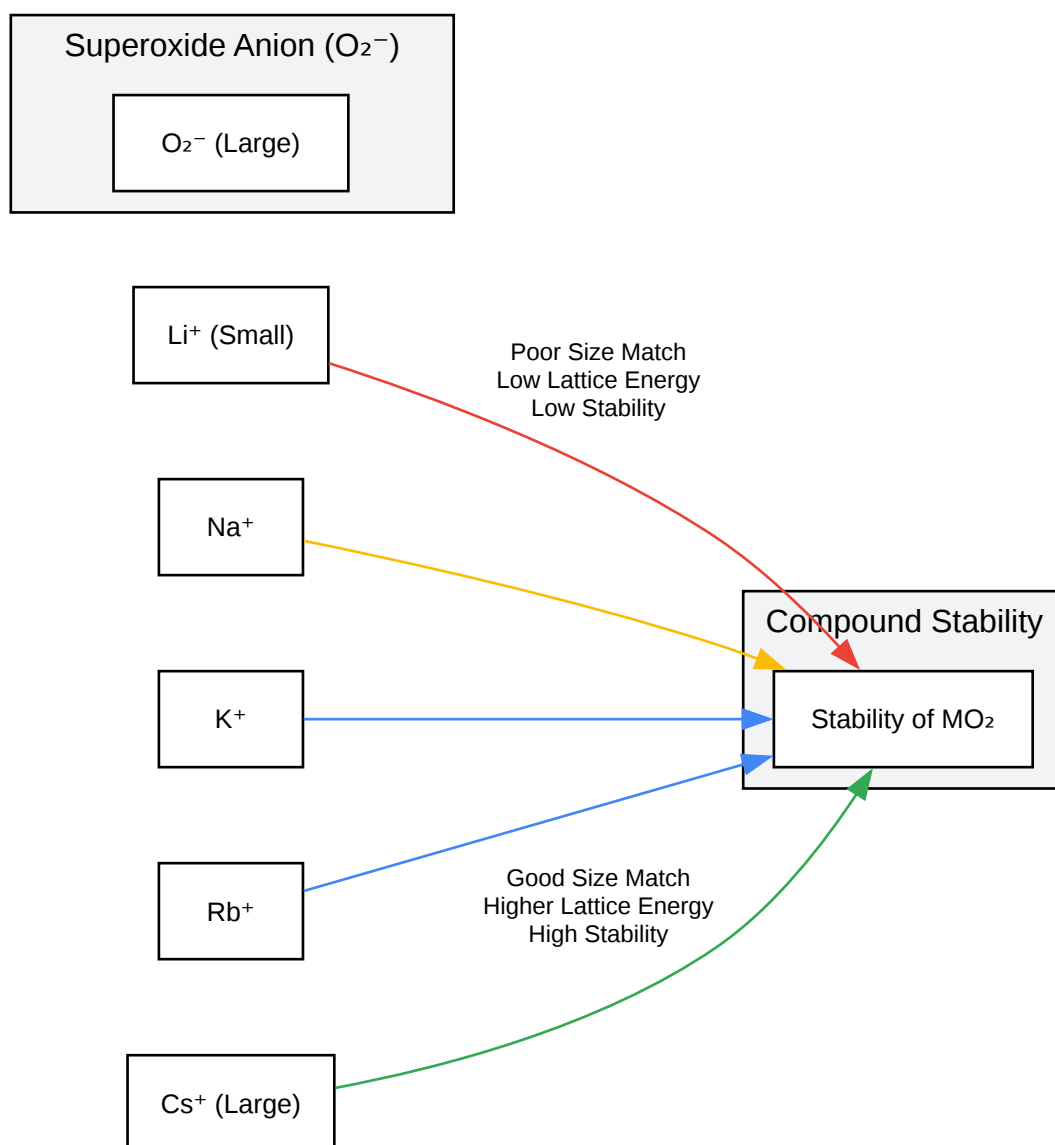 Superoxide Anion (O₂⁻)
O₂⁻ (Large)
Li⁺ (Small)
Poor Size Match
Low Lattice Energy
Low Stability
Na⁺
Compound Stability
K⁺
Stability of MO₂
Rb⁺
Good Size Match
Higher Lattice Energy
High Stability
Cs⁺ (Large)